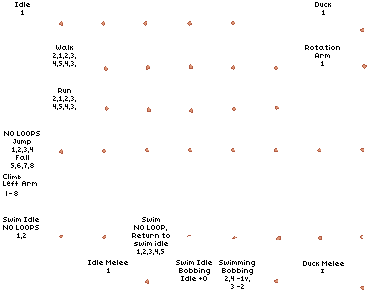 Idle
1
Duck
1
Walk
2,1,2,3,
4,5,4,3,
Rotation
Arm
1
Run
2,1,2,3,
4,5,4,3,
NO LOOPS
Jump
1,2,3,4
Fall
5,6,7,8
Climb
Left Arm
1-8
Swim Idle
NO LOOPS
1,2
Swim
NO LOOP,
Return to
swim idle
1,2,3,4,5
Idle Melee
1
Swim Idle
Bobbing
Idle +0
Swimming
Bobbing
2,4 -1v,
3 -2
Duck Melee
1